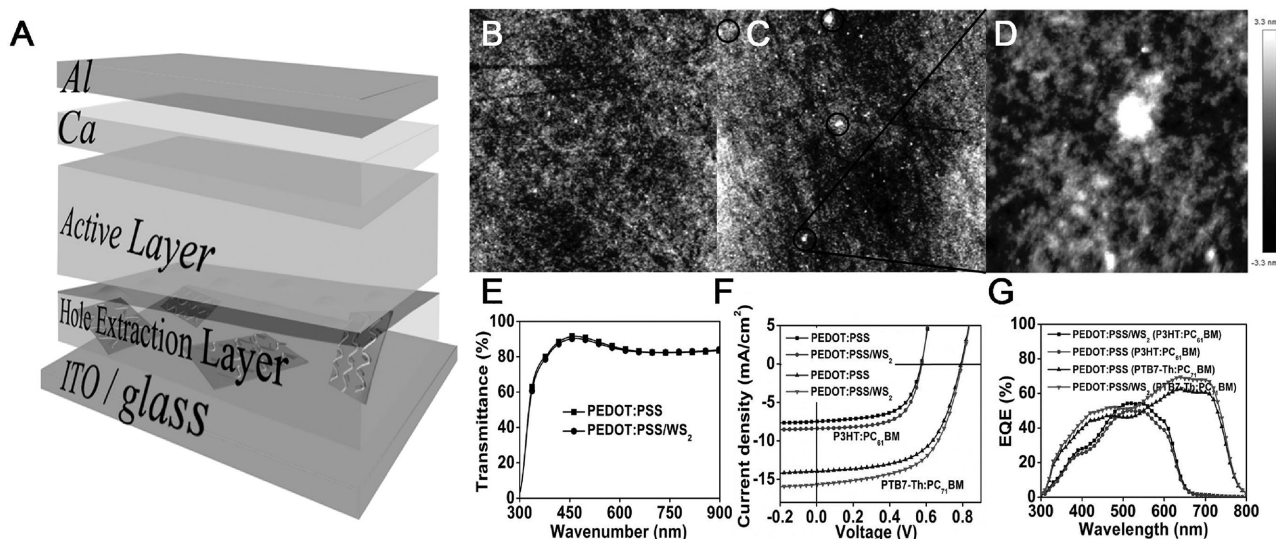 A
Al
Ca
Active Layer
Hole Extraction Layer
ITO / glass
B
C
D
3.3 nm
-3.3 nm
E
Transmittance (%)
100
80
60
40
20
0
300
450
600
750
900
Wavenumber (nm)
PEDOT:PSS
PEDOT:PSS/WS2
F
Current density (mA/cm2)
5
0
-5
-10
-15
-0.2
0.0
0.2
0.4
0.6
0.8
Voltage (V)
PEDOT:PSS
PEDOT:PSS/WS2
PEDOT:PSS
PEDOT:PSS/WS2
P3HT:PC61BM
PTB7-Th:PC71BM
G
EQE (%)
100
80
60
40
20
0
300
400
500
600
700
800
Wavelength (nm)
PEDOT:PSS/WS2 (P3HT:PC61BM)
PEDOT:PSS (P3HT:PC61BM)
PEDOT:PSS (PTB7-Th:PC71BM)
PEDOT:PSS/WS2 (PTB7-Th:PC71BM)